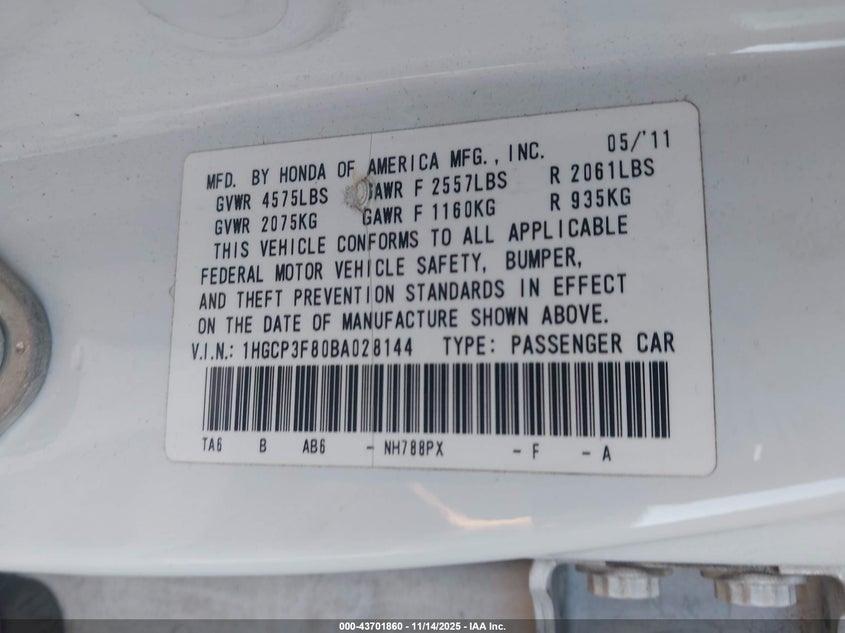 MFD. BY HONDA OF AMERICA MFG., INC. 05/'11
GVWR 4575LBS GAWR F 2557LBS R 2061LBS
GVWR 2075KG GAWR F 1160KG R 935KG
THIS VEHICLE CONFORMS TO ALL APPLICABLE
FEDERAL MOTOR VEHICLE SAFETY, BUMPER,
AND THEFT PREVENTION STANDARDS IN EFFECT
ON THE DATE OF MANUFACTURE SHOWN ABOVE.
V.I.N.: 1HGCP3F80BA028144 TYPE: PASSENGER CAR
TA6 B AB6 - NH788PX - F - A
000-43701860 - 11/14/2025 - IAA Inc.